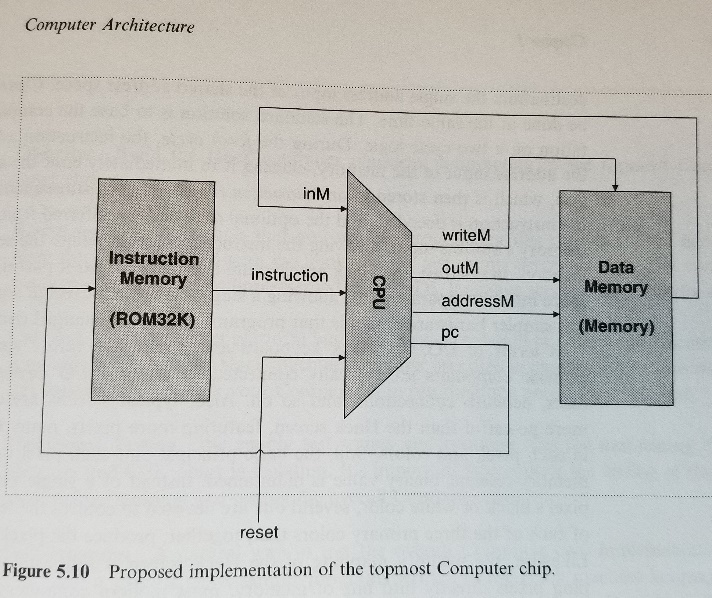 Computer Architecture
inM
writeM
Instruction
Memory
(ROM32K)
instruction
CPU
outM
addressM
pc
Data
Memory
(Memory)
reset
Figure 5.10 Proposed implementation of the topmost Computer chip.